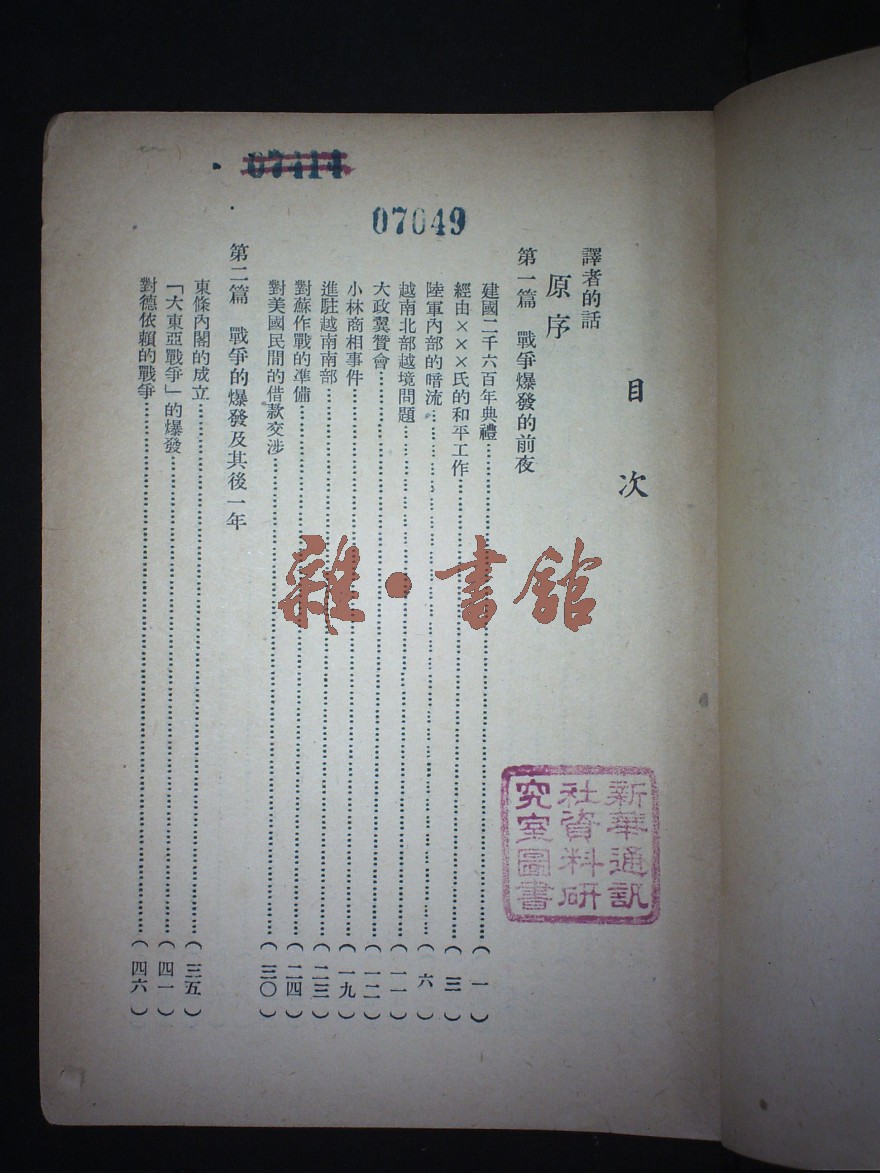 07414
07049
目次
譯者的話
原序
第一篇　戰爭爆發的前夜
建國二千六百年典禮……(一)
經由×××氏的和平工作……(三)
陸軍內部的暗流……(六)
越南北部越境問題……(一一)
大政翼贊會……(一二)
小林商相事件……(一九)
進駐越南南部……(二三)
對蘇作戰的準備……(二四)
對美國民間的借款交涉……(三〇)
第二篇　戰爭的爆發及其後一年
東條內閣的成立……(三五)
「大東亞戰爭」的爆發……(四一)
對德依賴的戰爭……(四六)
雜·書館
新華通訊
社資料研
究室圖書